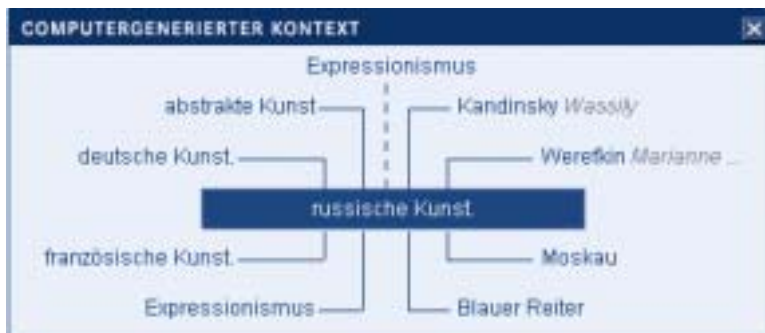 COMPUTERGENERIERTER KONTEXT
Expressionismus
abstrakte Kunst Kandinsky Wassily
deutsche Kunst. Werefkin Marianne ...
russische Kunst
französische Kunst. Moskau
Expressionismus Blauer Reiter